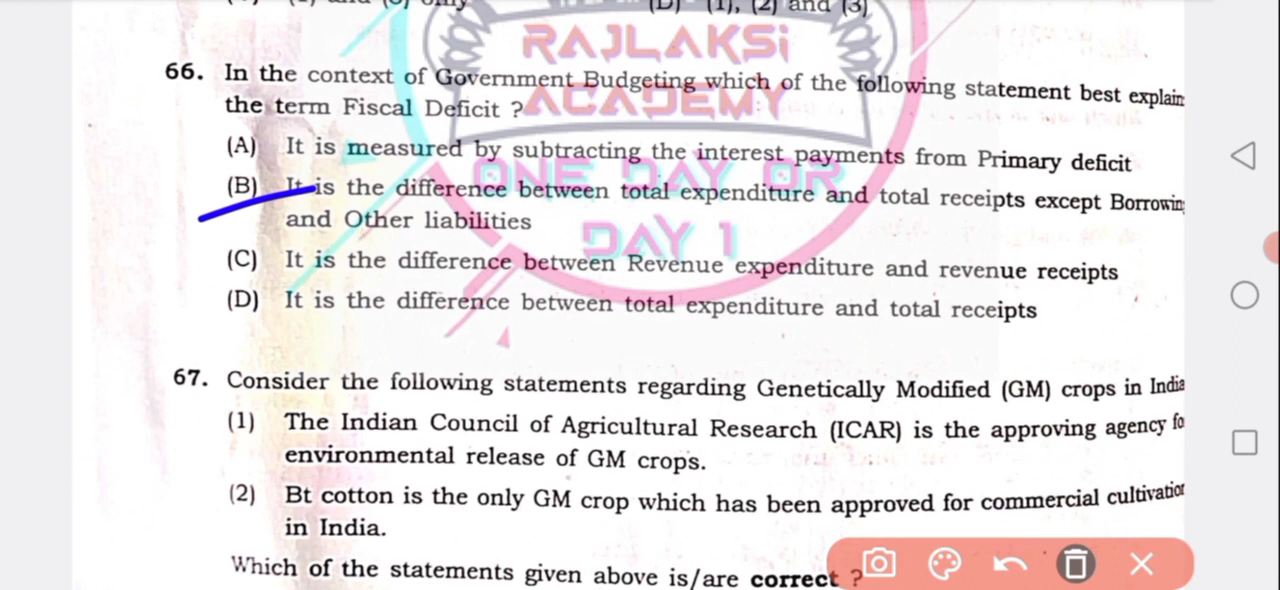 (D) (1), (2) and (3)
RAJLAKSi
ACADEMY
ONE DAY OR
DAY 1
66. In the context of Government Budgeting which of the following statement best explain
the term Fiscal Deficit ?
(A) It is measured by subtracting the interest payments from Primary deficit
(B) It is the difference between total expenditure and total receipts except Borrowin
and Other liabilities
(C) It is the difference between Revenue expenditure and revenue receipts
(D) It is the difference between total expenditure and total receipts
67. Consider the following statements regarding Genetically Modified (GM) crops in India
(1) The Indian Council of Agricultural Research (ICAR) is the approving agency fo
environmental release of GM crops.
(2) Bt cotton is the only GM crop which has been approved for commercial cultivation
in India.
Which of the statements given above is/are correct ?